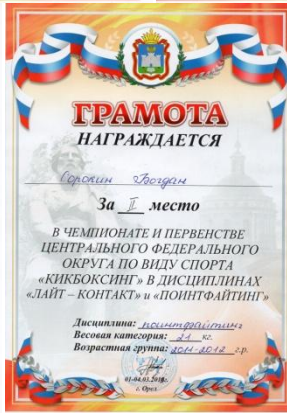 ГРАМОТА
НАГРАЖДАЕТСЯ
Сорокин Богдан
За II место
В ЧЕМПИОНАТЕ И ПЕРВЕНСТВЕ
ЦЕНТРАЛЬНОГО ФЕДЕРАЛЬНОГО
ОКРУГА ПО ВИДУ СПОРТА
«КИКБОКСИНГ» В ДИСЦИПЛИНАХ
«ЛАЙТ – КОНТАКТ» и «ПОИНТФАЙТИНГ»
Дисциплина: поинтфайтинг
Весовая категория: 21 кг.
Возрастная группа: 2011-2012 г.р.
г. Орел